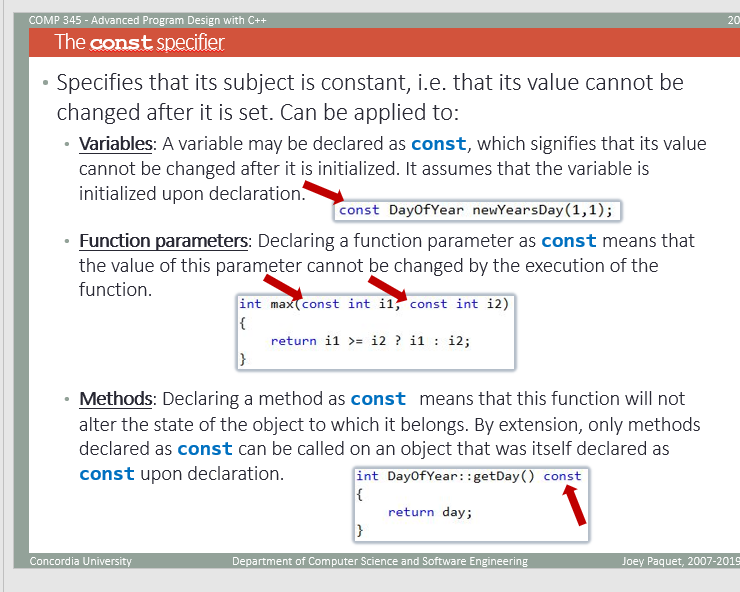 COMP 345 - Advanced Program Design with C++
20
The const specifier
• Specifies that its subject is constant, i.e. that its value cannot be
changed after it is set. Can be applied to:
• Variables: A variable may be declared as const, which signifies that its value
cannot be changed after it is initialized. It assumes that the variable is
initialized upon declaration.
const DayOfYear newYearsDay(1,1);
• Function parameters: Declaring a function parameter as const means that
the value of this parameter cannot be changed by the execution of the
function.
int max(const int i1, const int i2)
{
return i1 >= i2 ? i1 : i2;
}
• Methods: Declaring a method as const means that this function will not
alter the state of the object to which it belongs. By extension, only methods
declared as const can be called on an object that was itself declared as
const upon declaration.
int DayOfYear::getDay() const
{
return day;
}
Concordia University
Department of Computer Science and Software Engineering
Joey Paquet, 2007-2019